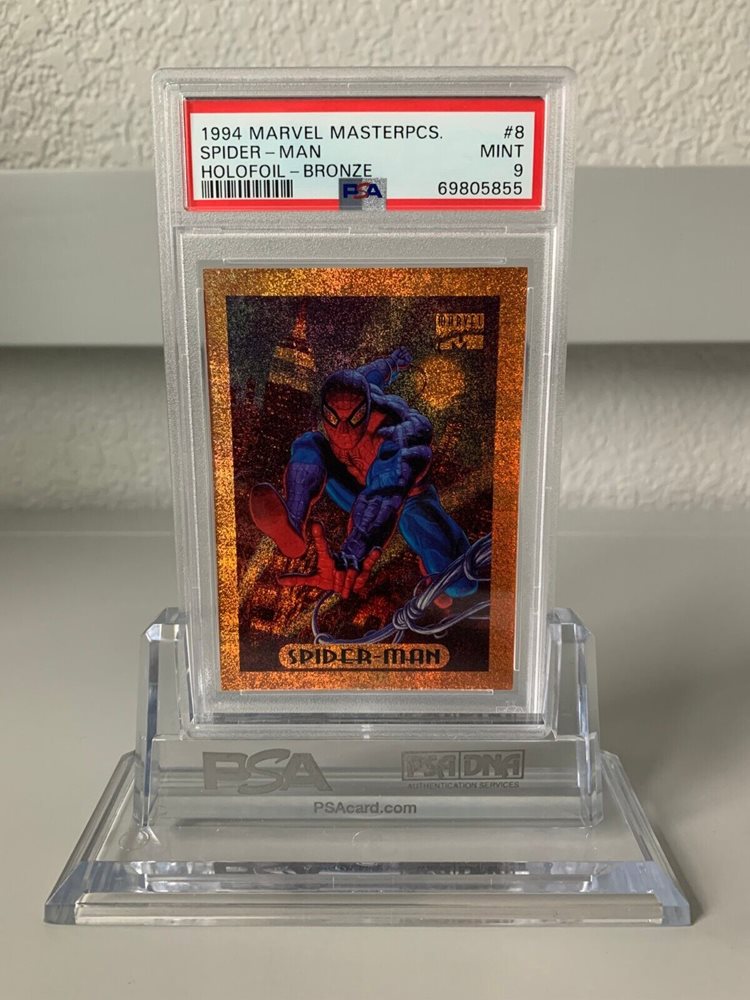 1994 MARVEL MASTERPCS. #8
SPIDER-MAN MINT
HOLOFOIL-BRONZE 9
PSA 69805855
MARVEL
SPIDER-MAN
PSA
PSA DNA
AUTHENTICATION SERVICES
PSAcard.com